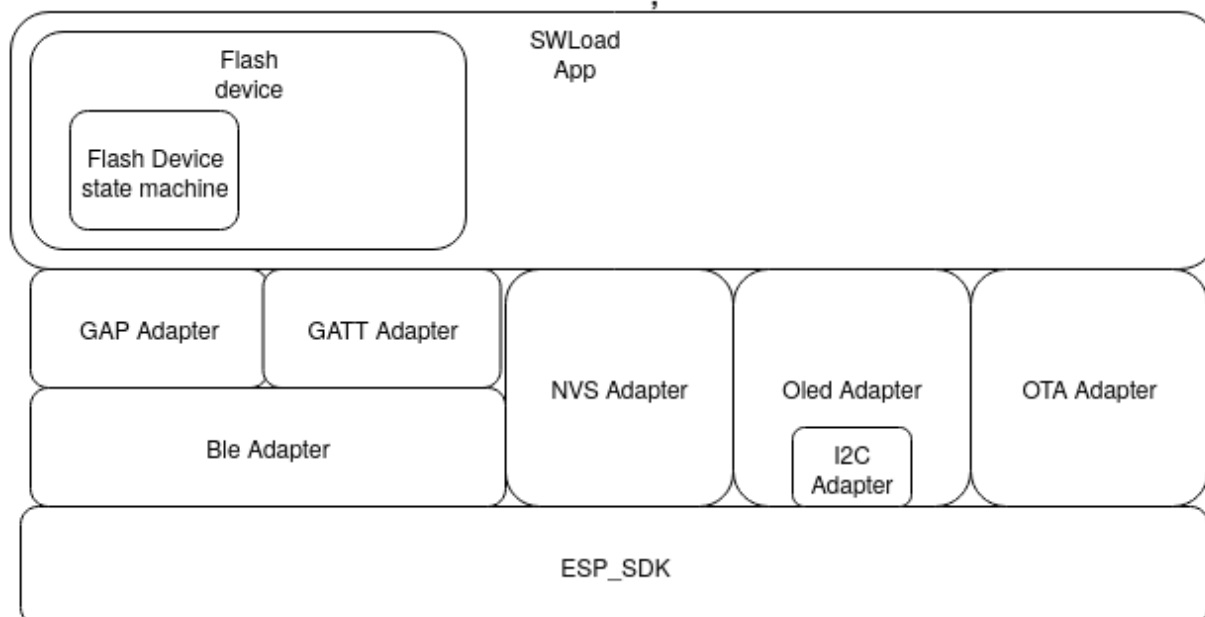 SWLoad
App
Flash
device
Flash Device
state machine
GAP Adapter
GATT Adapter
NVS Adapter
Oled Adapter
OTA Adapter
Ble Adapter
I2C
Adapter
ESP_SDK